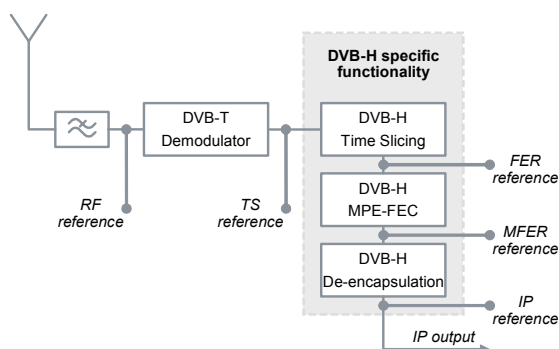 DVB-H specific
functionality
DVB-T
Demodulator
DVB-H
Time Slicing
FER
reference
RF
reference
TS
reference
DVB-H
MPE-FEC
MFER
reference
DVB-H
De-encapsulation
IP
reference
IP output